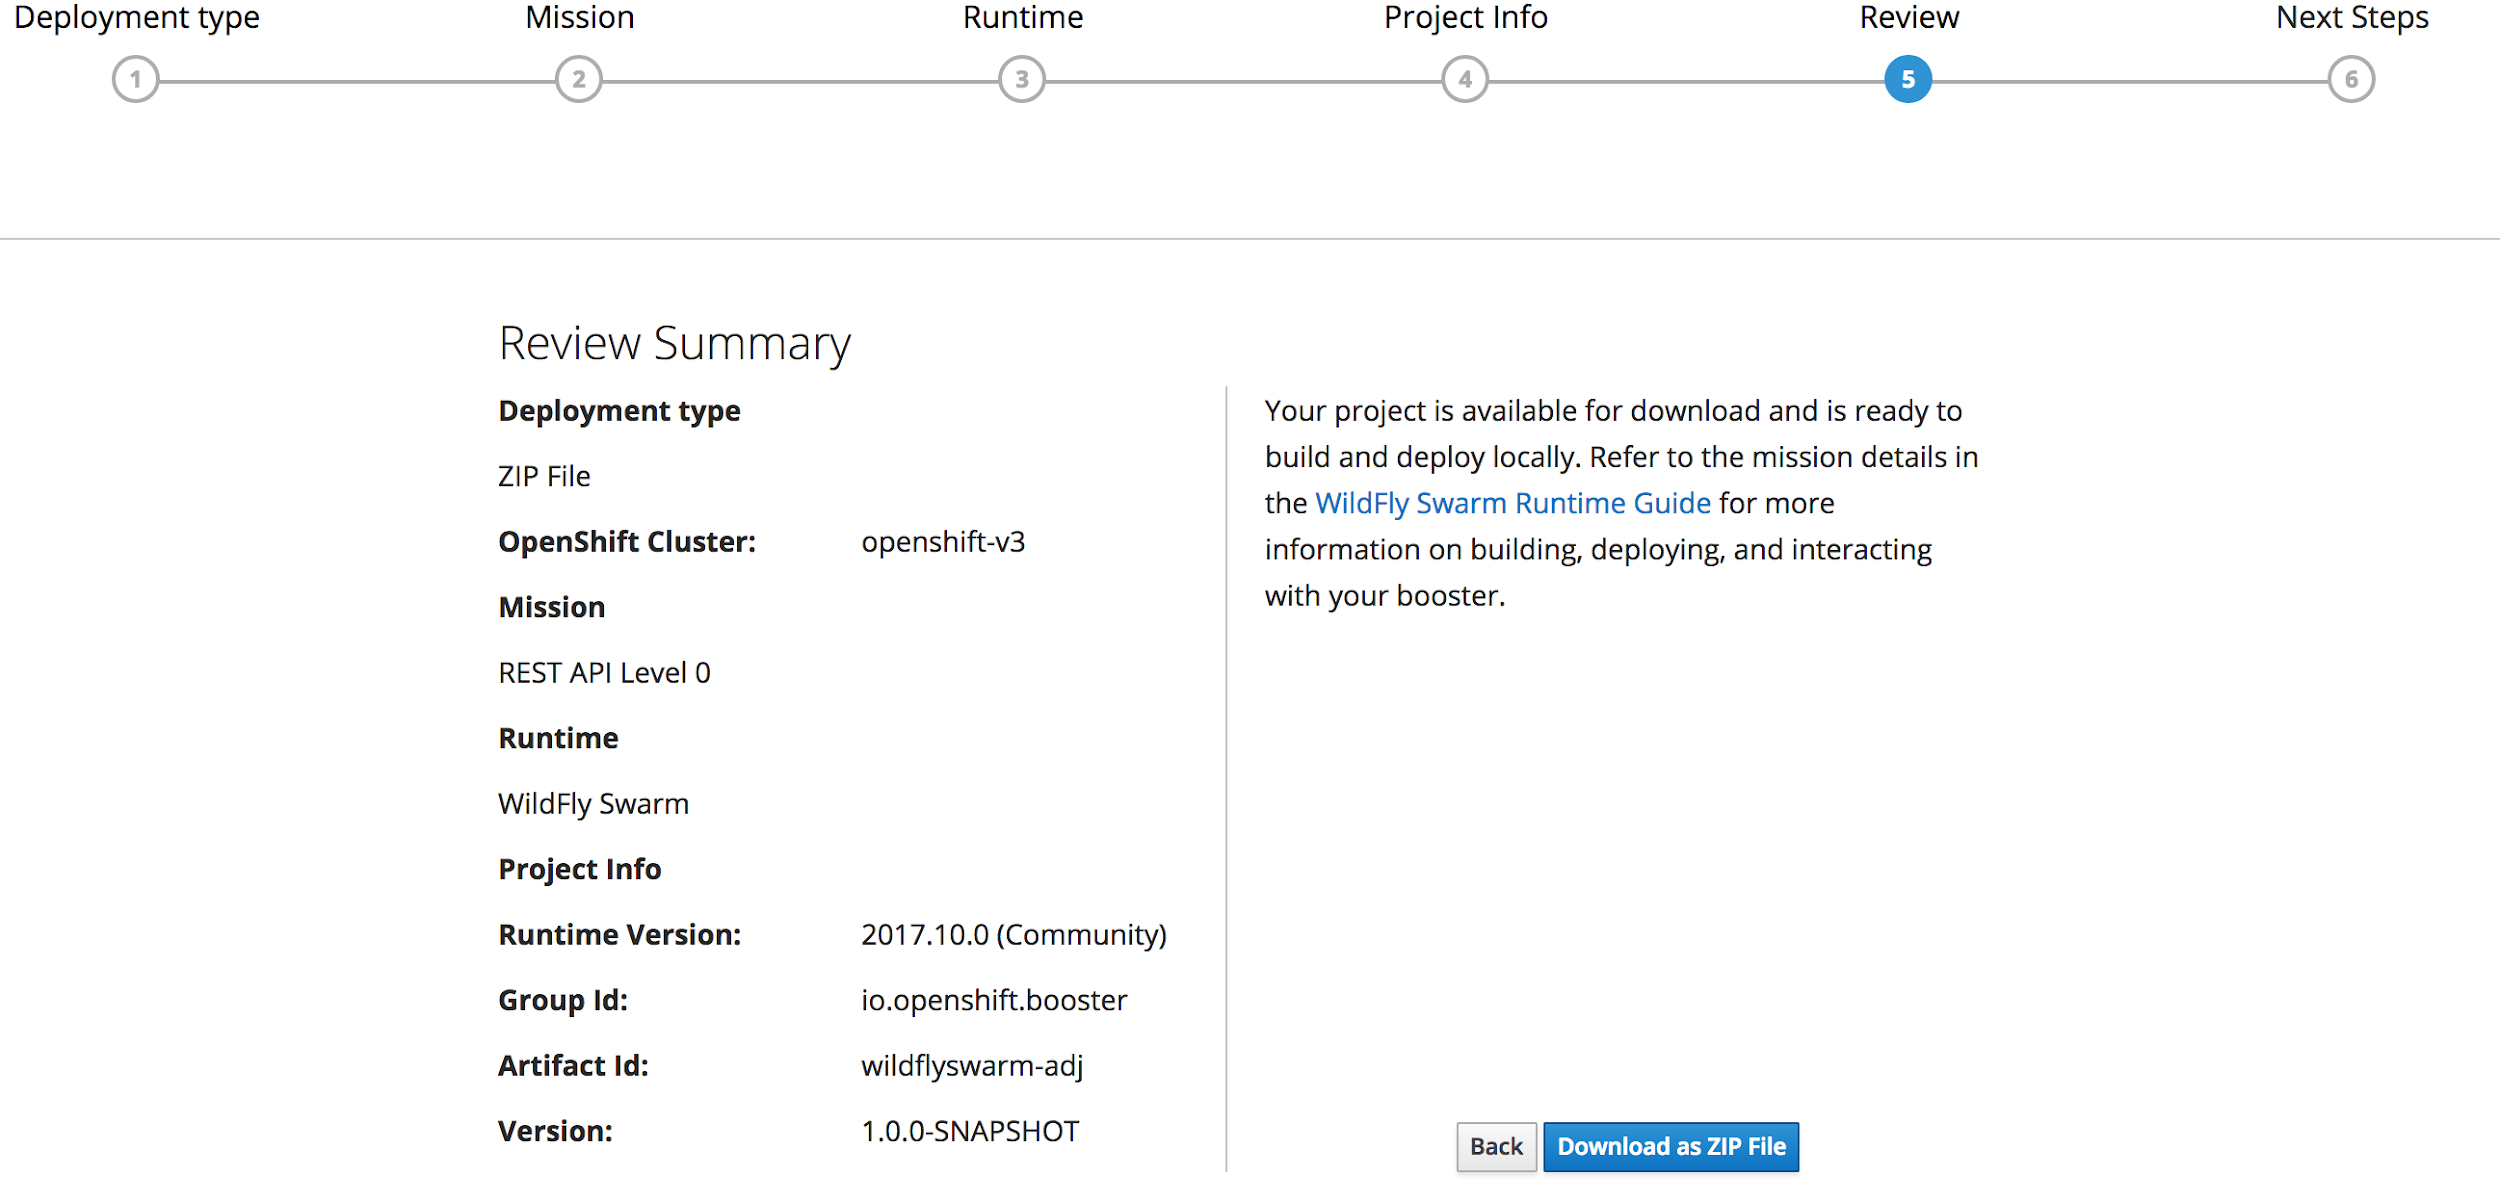 Deployment type Mission Runtime Project Info Review Next Steps
1 2 3 4 5 6
Review Summary
Deployment type
ZIP File
OpenShift Cluster: openshift-v3
Mission
REST API Level 0
Runtime
WildFly Swarm
Project Info
Runtime Version: 2017.10.0 (Community)
Group Id: io.openshift.booster
Artifact Id: wildflyswarm-adj
Version: 1.0.0-SNAPSHOT
Your project is available for download and is ready to
build and deploy locally. Refer to the mission details in
the WildFly Swarm Runtime Guide for more
information on building, deploying, and interacting
with your booster.
Back Download as ZIP File